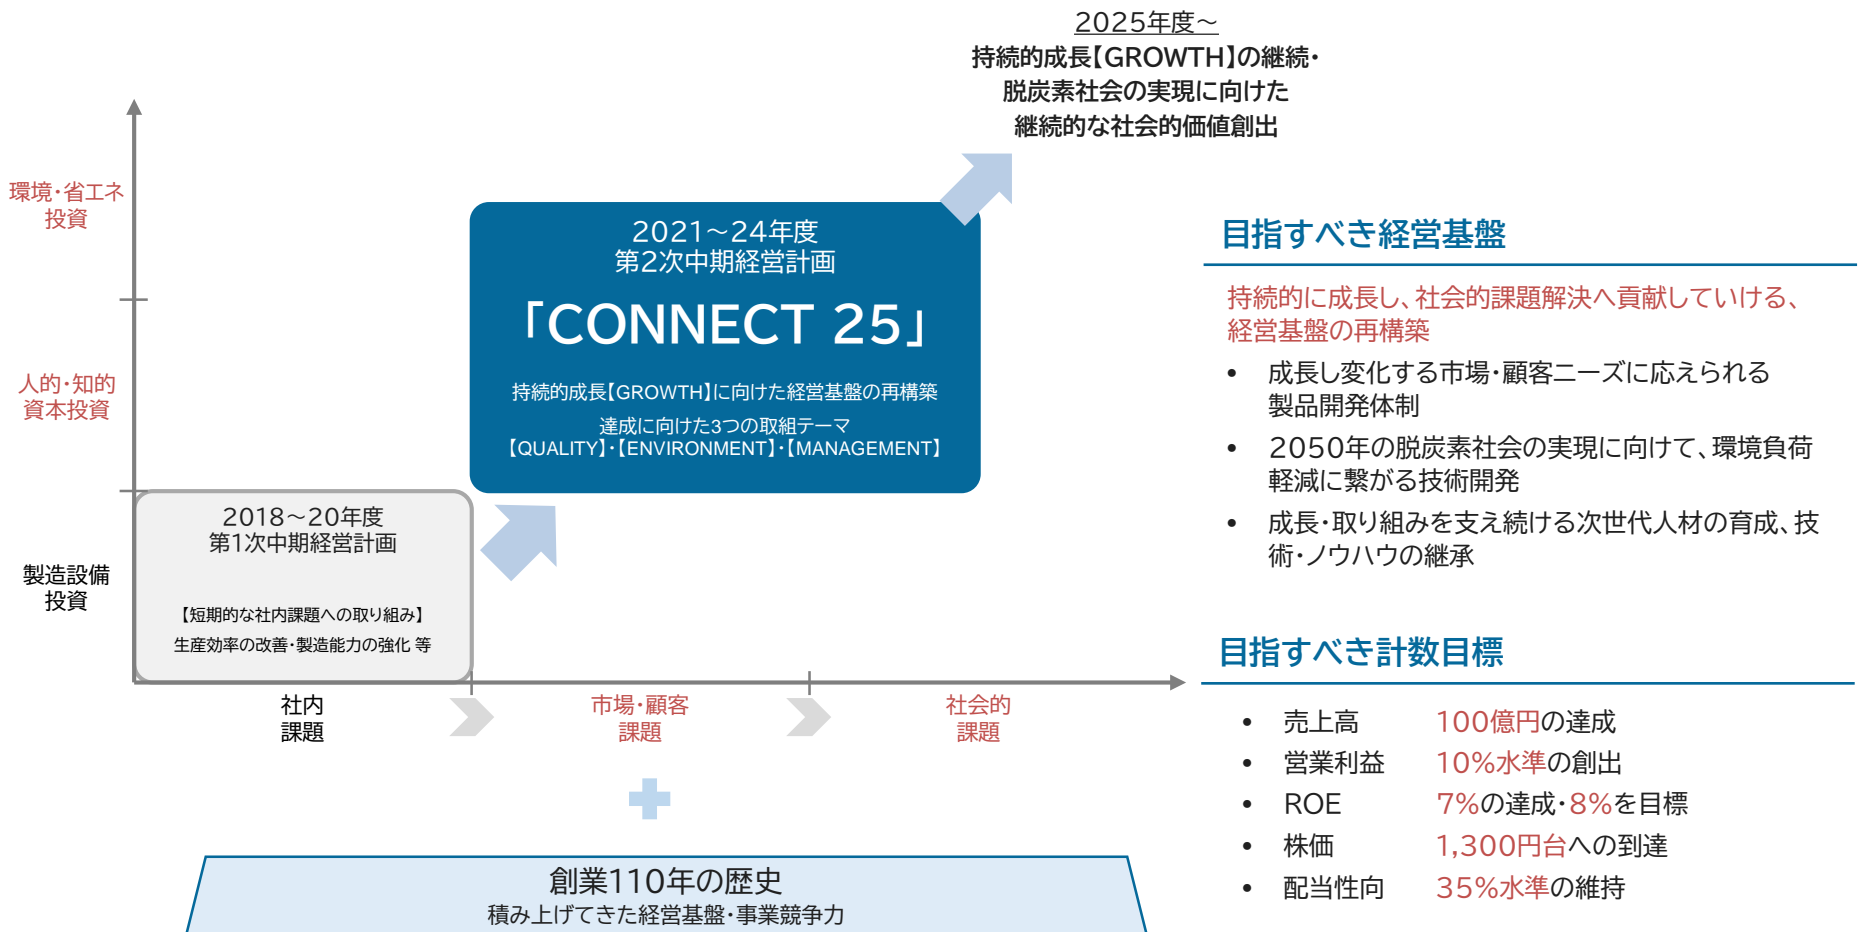 2025年度～
持続的成長【GROWTH】の継続・
脱炭素社会の実現に向けた
継続的な社会的価値創出
環境・省エネ
投資
人的・知的
資本投資
製造設備
投資
2021～24年度
第2次中期経営計画
「CONNECT 25」
持続的成長【GROWTH】に向けた経営基盤の再構築
達成に向けた3つの取組テーマ
【QUALITY】・【ENVIRONMENT】・【MANAGEMENT】
2018～20年度
第1次中期経営計画
【短期的な社内課題への取り組み】
生産効率の改善・製造能力の強化 等
社内
課題
市場・顧客
課題
社会的
課題
創業110年の歴史
積み上げてきた経営基盤・事業競争力
目指すべき経営基盤
持続的に成長し、社会的課題解決へ貢献していける、
経営基盤の再構築
• 成長し変化する市場・顧客ニーズに応えられる
製品開発体制
• 2050年の脱炭素社会の実現に向けて、環境負荷
軽減に繋がる技術開発
• 成長・取り組みを支え続ける次世代人材の育成、技
術・ノウハウの継承
目指すべき計数目標
• 売上高 100億円の達成
• 営業利益 10%水準の創出
• ROE 7%の達成・8%を目標
• 株価 1,300円台への到達
• 配当性向 35%水準の維持